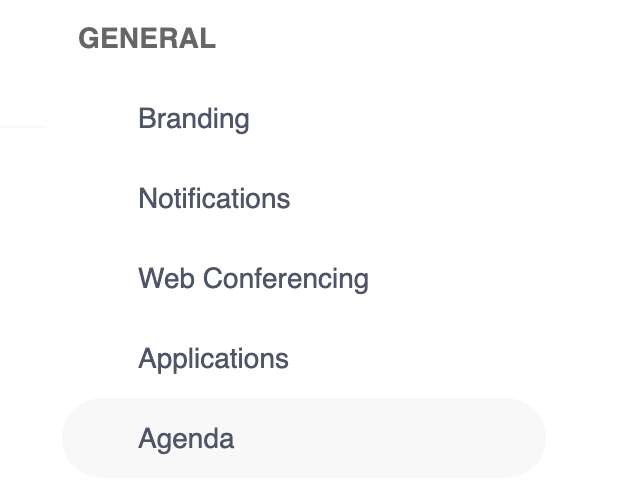 GENERAL
Branding
Notifications
Web Conferencing
Applications
Agenda